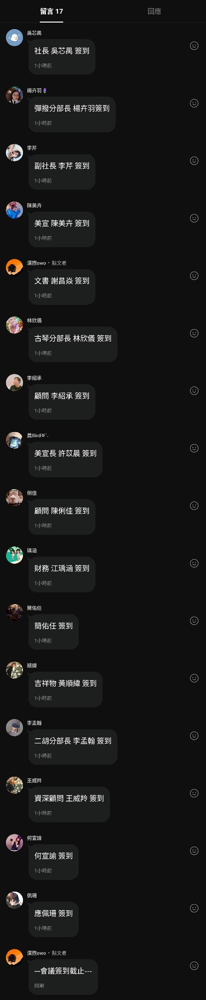 留言 17
回應
吳芯禺
社長 吳芯禺 簽到
1小時前
楊卉羽🪻
彈撥分部長 楊卉羽簽到
1小時前
李芹
副社長 李芹 簽到
1小時前
陳美卉
美宣 陳美卉 簽到
1小時前
漠煦owo・貼文者
文書 謝昌焱 簽到
1小時前
林欣儀
古琴分部長 林欣儀 簽到
1小時前
李紹承
顧問 李紹承 簽到
1小時前
晨Bird
美宣長 許苡晨 簽到
1小時前
俐佳
顧問 陳俐佳 簽到
1小時前
瑀涵
財務 江瑀涵 簽到
1小時前
簡佑任
簡佑任 簽到
1小時前
順緯
吉祥物 黃順緯 簽到
1小時前
李孟翰
二胡分部長 李孟翰 簽到
1小時前
王威羚
資深顧問 王威羚 簽到
1小時前
何宣諭
何宣諭 簽到
1小時前
佩珊
應佩珊 簽到
1小時前
漠煦owo・貼文者
---會議簽到截止---
剛剛